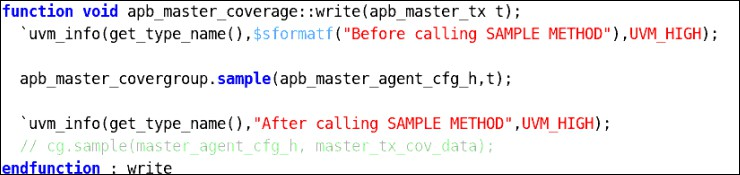 function void apb_master_coverage::write(apb_master_tx t);
`uvm_info(get_type_name(),$sformatf("Before calling SAMPLE METHOD"),UVM_HIGH);
apb_master_covergroup.sample(apb_master_agent_cfg_h,t);
`uvm_info(get_type_name(),"After calling SAMPLE METHOD",UVM_HIGH);
// cg.sample(master_agent_cfg_h, master_tx_cov_data);
endfunction : write